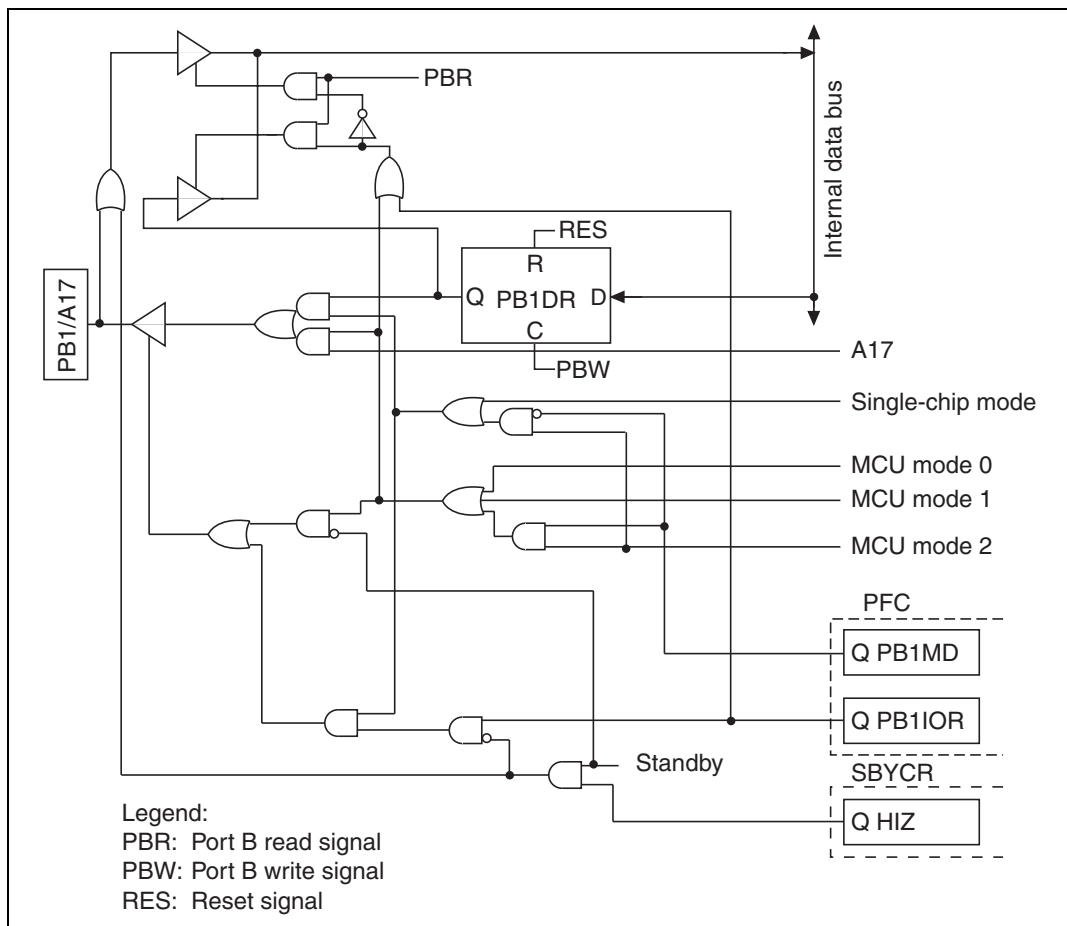 PBR
Internal data bus
RES
R
Q PB1DR D
C
PBW
PB1/A17
A17
Single-chip mode
MCU mode 0
MCU mode 1
MCU mode 2
PFC
Q PB1MD
Q PB1IOR
Standby
SBYCR
Q HIZ
Legend:
PBR: Port B read signal
PBW: Port B write signal
RES: Reset signal